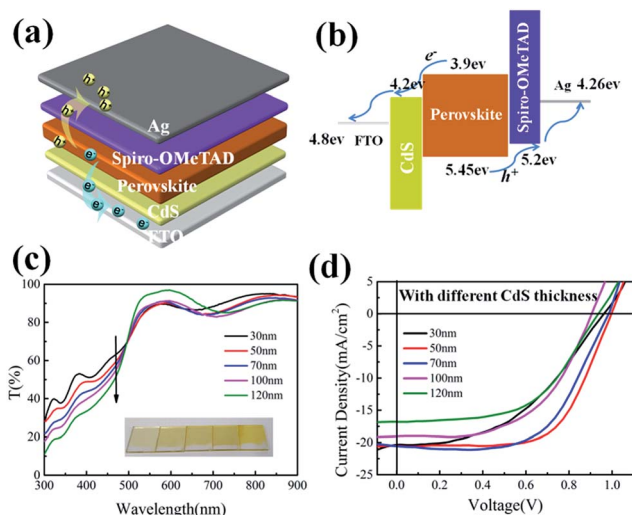 (a)
h+
h+
h+
h+
h+
Ag
Spiro-OMeTAD
e-
Perovskite
e-
CdS
e-
e-
e-
FTO
(b)
e-
3.9ev
4.2ev
4.8ev
FTO
CdS
Perovskite
Spiro-OMeTAD
Ag
4.26ev
5.45ev
h+
5.2ev
(c)
T(%)
100
80
60
40
20
0
300 400 500 600 700 800 900
Wavelength(nm)
30nm
50nm
70nm
100nm
120nm
(d)
With different CdS thickness
Current Density(mA/cm²)
5
0
-5
-10
-15
-20
-25
0.0 0.2 0.4 0.6 0.8 1.0
Voltage(V)
30nm
50nm
70nm
100nm
120nm